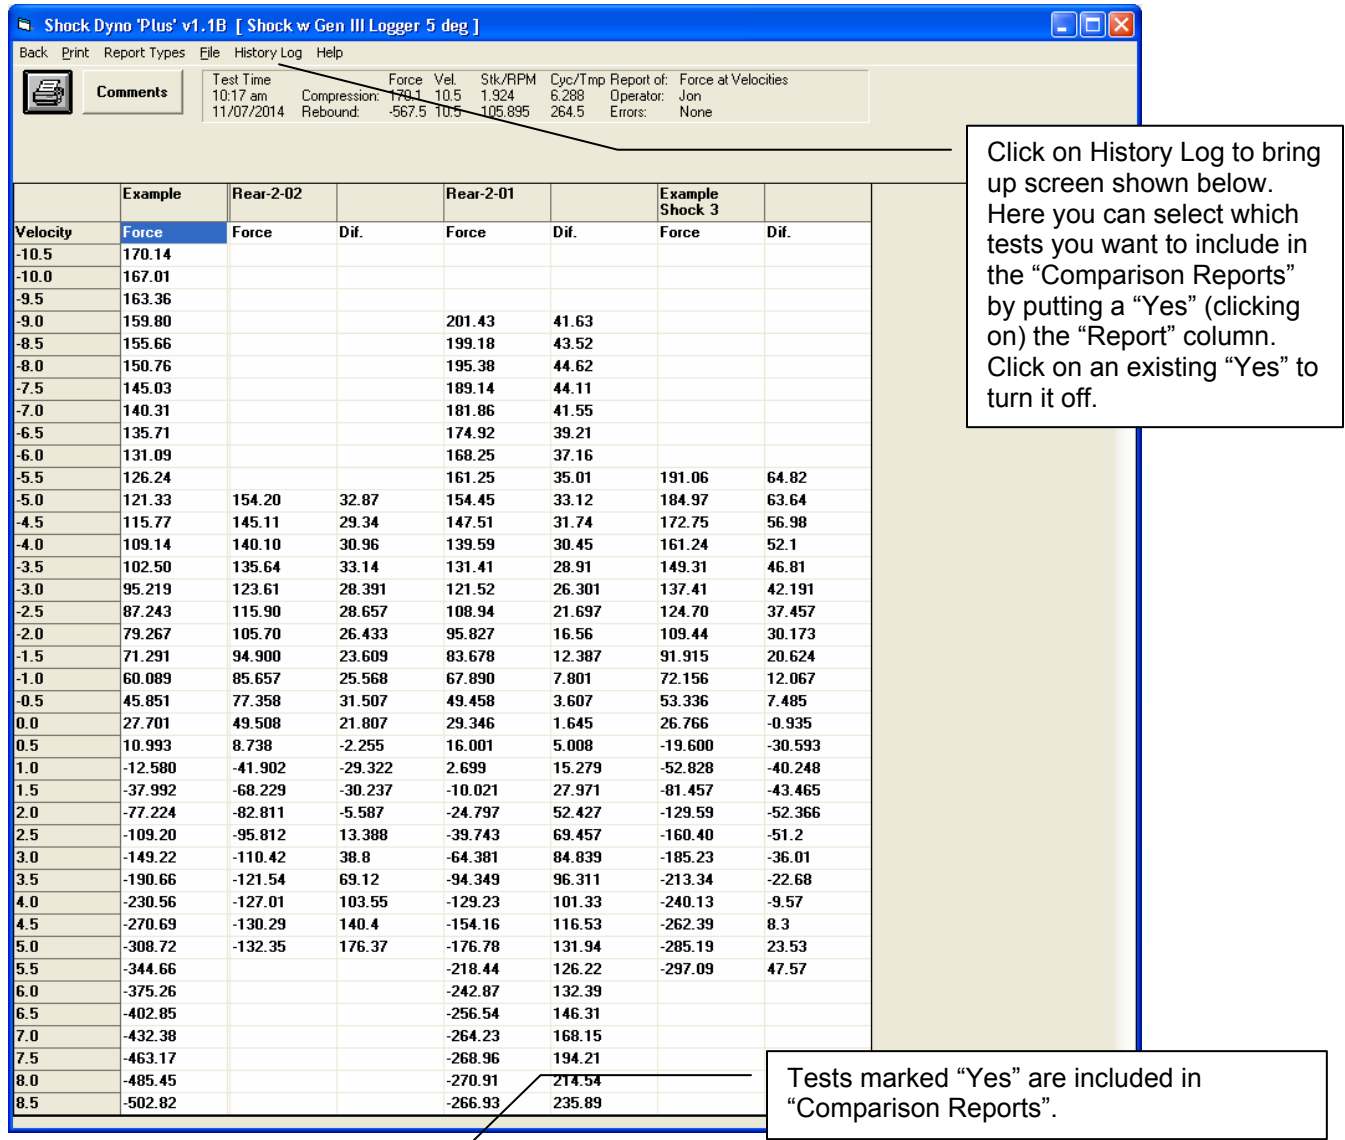 Shock Dyno 'Plus' v1.1B [ Shock w Gen III Logger 5 deg ]
Back Print Report Types File History Log Help
Comments
Test Time Force Vel. Stk/RPM Cyc/Tmp Report of: Force at Velocities
10:17 am Compression: 170.1 10.5 1.924 6.288 Operator: Jon
11/07/2014 Rebound: -567.5 10.5 105.895 264.5 Errors: None
Click on History Log to bring
up screen shown below.
Here you can select which
tests you want to include in
the “Comparison Reports”
by putting a “Yes” (clicking
on) the “Report” column.
Click on an existing “Yes” to
turn it off.
Example Rear-2-02 Rear-2-01 Example
Shock 3
Velocity Force Force Dif. Force Dif. Force Dif.
-10.5 170.14
-10.0 167.01
-9.5 163.36
-9.0 159.80 201.43 41.63
-8.5 155.66 199.18 43.52
-8.0 150.76 195.38 44.62
-7.5 145.03 189.14 44.11
-7.0 140.31 181.86 41.55
-6.5 135.71 174.92 39.21
-6.0 131.09 168.25 37.16
-5.5 126.24 161.25 35.01 191.06 64.82
-5.0 121.33 154.20 32.87 154.45 33.12 184.97 63.64
-4.5 115.77 145.11 29.34 147.51 31.74 172.75 56.98
-4.0 109.14 140.10 30.96 139.59 30.45 161.24 52.1
-3.5 102.50 135.64 33.14 131.41 28.91 149.31 46.81
-3.0 95.219 123.61 28.391 121.52 26.301 137.41 42.191
-2.5 87.243 115.90 28.657 108.94 21.697 124.70 37.457
-2.0 79.267 105.70 26.433 95.827 16.56 109.44 30.173
-1.5 71.291 94.900 23.609 83.678 12.387 91.915 20.624
-1.0 60.089 85.657 25.568 67.890 7.801 72.156 12.067
-0.5 45.851 77.358 31.507 49.458 3.607 53.336 7.485
0.0 27.701 49.508 21.807 29.346 1.645 26.766 -0.935
0.5 10.993 8.738 -2.255 16.001 5.008 -19.600 -30.593
1.0 -12.580 -41.902 -29.322 2.699 15.279 -52.828 -40.248
1.5 -37.992 -68.229 -30.237 -10.021 27.971 -81.457 -43.465
2.0 -77.224 -82.811 -5.587 -24.797 52.427 -129.59 -52.366
2.5 -109.20 -95.812 13.388 -39.743 69.457 -160.40 -51.2
3.0 -149.22 -110.42 38.8 -64.381 84.839 -185.23 -36.01
3.5 -190.66 -121.54 69.12 -94.349 96.311 -213.34 -22.68
4.0 -230.56 -127.01 103.55 -129.23 101.33 -240.13 -9.57
4.5 -270.69 -130.29 140.4 -154.16 116.53 -262.39 8.3
5.0 -308.72 -132.35 176.37 -176.78 131.94 -285.19 23.53
5.5 -344.66 -218.44 126.22 -297.09 47.57
6.0 -375.26 -242.87 132.39
6.5 -402.85 -256.54 146.31
7.0 -432.38 -264.23 168.15
7.5 -463.17 -268.96 194.21
8.0 -485.45 -270.91 214.54
8.5 -502.82 -266.93 235.89
Tests marked “Yes” are included in
“Comparison Reports”.